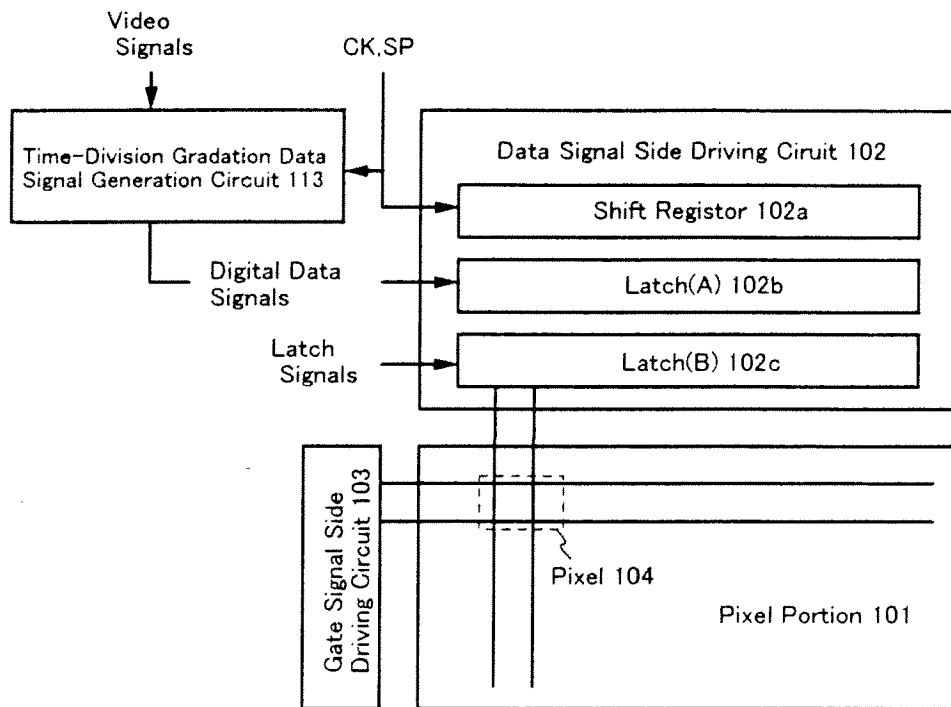 Video
Signals
CK,SP
Time-Division Gradation Data
Signal Generation Circuit 113
Data Signal Side Driving Ciruit 102
Shift Registor 102a
Digital Data
Signals
Latch(A) 102b
Latch
Signals
Latch(B) 102c
Gate Signal Side
Driving Circuit 103
Pixel 104
Pixel Portion 101